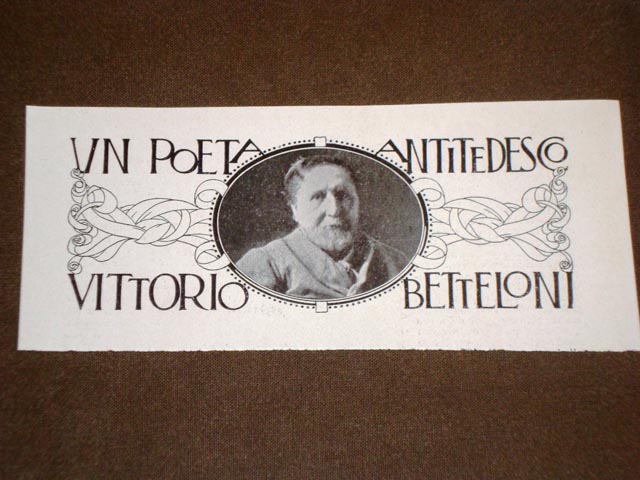 VN POETA ANTITEDESCO
VITTORIO BETTELONI